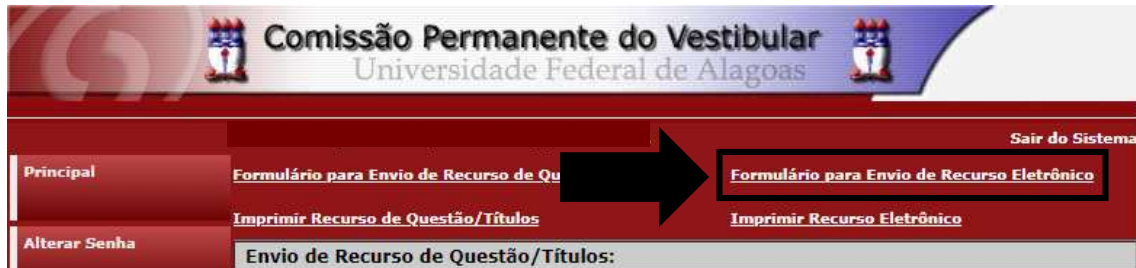 Comissão Permanente do Vestibular
Universidade Federal de Alagoas
Sair do Sistema
Principal
Formulário para Envio de Recurso de Qu
Formulário para Envio de Recurso Eletrônico
Imprimir Recurso de Questão/Títulos
Imprimir Recurso Eletrônico
Alterar Senha
Envio de Recurso de Questão/Títulos: